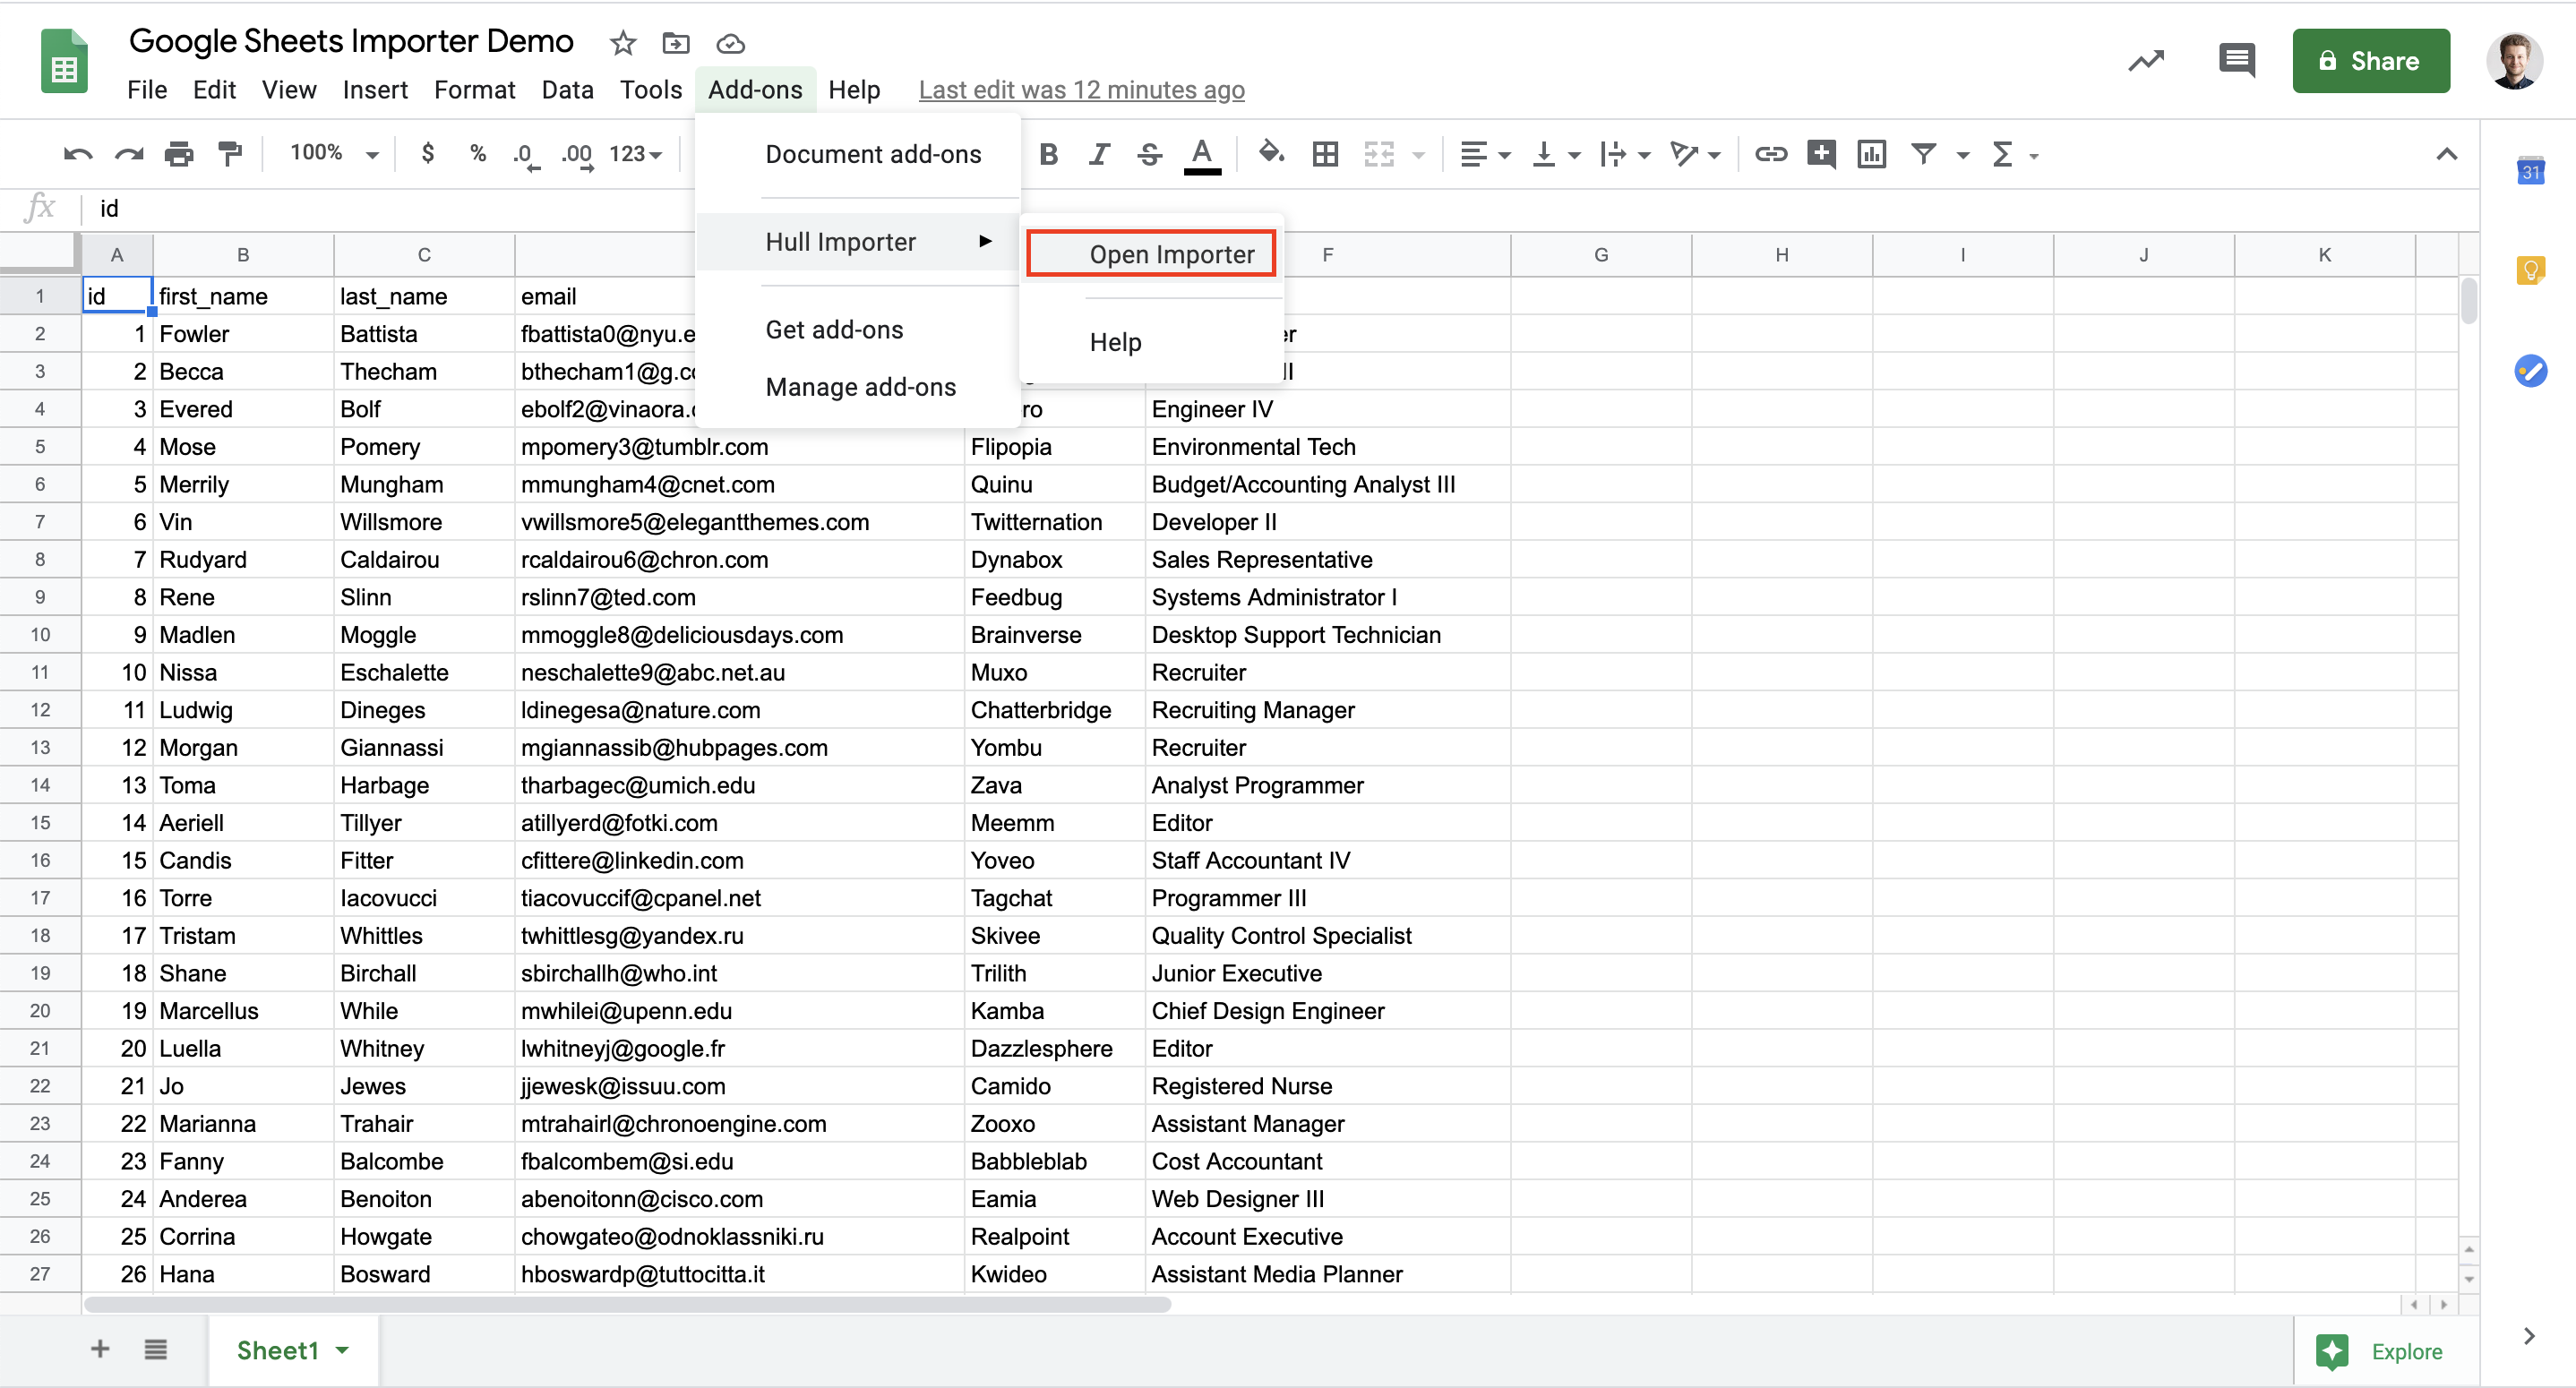 Google Sheets Importer Demo
File Edit View Insert Format Data Tools Add-ons Help Last edit was 12 minutes ago
Share
100% $ % .0 .00 123 B I S A
31
fx id
Document add-ons
Hull Importer
Get add-ons
Manage add-ons
Open Importer
Help
A B C F G H I J K
1 id first_name last_name email
2 1 Fowler Battista fbattista0@nyu.e
3 2 Becca Thecham bthecham1@g.c
4 3 Evered Bolf ebolf2@vinaora. ro Engineer IV
5 4 Mose Pomery mpomery3@tumblr.com Flipopia Environmental Tech
6 5 Merrily Mungham mmungham4@cnet.com Quinu Budget/Accounting Analyst III
7 6 Vin Willsmore vwillsmore5@elegantthemes.com Twitternation Developer II
8 7 Rudyard Caldairou rcaldairou6@chron.com Dynabox Sales Representative
9 8 Rene Slinn rslinn7@ted.com Feedbug Systems Administrator I
10 9 Madlen Moggle mmoggle8@deliciousdays.com Brainverse Desktop Support Technician
11 10 Nissa Eschalette neschalette9@abc.net.au Muxo Recruiter
12 11 Ludwig Dineges ldinegesa@nature.com Chatterbridge Recruiting Manager
13 12 Morgan Giannassi mgiannassib@hubpages.com Yombu Recruiter
14 13 Toma Harbage tharbagec@umich.edu Zava Analyst Programmer
15 14 Aeriell Tillyer atillyerd@fotki.com Meemm Editor
16 15 Candis Fitter cfittere@linkedin.com Yoveo Staff Accountant IV
17 16 Torre Iacovucci tiacovuccif@cpanel.net Tagchat Programmer III
18 17 Tristam Whittles twhittlesg@yandex.ru Skivee Quality Control Specialist
19 18 Shane Birchall sbirchallh@who.int Trilith Junior Executive
20 19 Marcellus While mwhilei@upenn.edu Kamba Chief Design Engineer
21 20 Luella Whitney lwhitneyj@google.fr Dazzlesphere Editor
22 21 Jo Jewes jjewesk@issuu.com Camido Registered Nurse
23 22 Marianna Trahair mtrahairl@chronoengine.com Zooxo Assistant Manager
24 23 Fanny Balcombe fbalcombem@si.edu Babbleblab Cost Accountant
25 24 Anderea Benoiton abenoitonn@cisco.com Eamia Web Designer III
26 25 Corrina Howgate chowgateo@odnoklassniki.ru Realpoint Account Executive
27 26 Hana Bosward hboswardp@tuttocitta.it Kwideo Assistant Media Planner
Sheet1
Explore